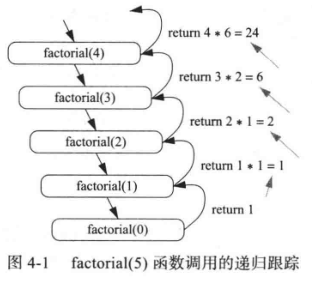 return 4 * 6 = 24
factorial(4)
return 3 * 2 = 6
factorial(3)
return 2 * 1 = 2
factorial(2)
return 1 * 1 = 1
factorial(1)
return 1
factorial(0)
图 4-1 factorial(5) 函数调用的递归跟踪